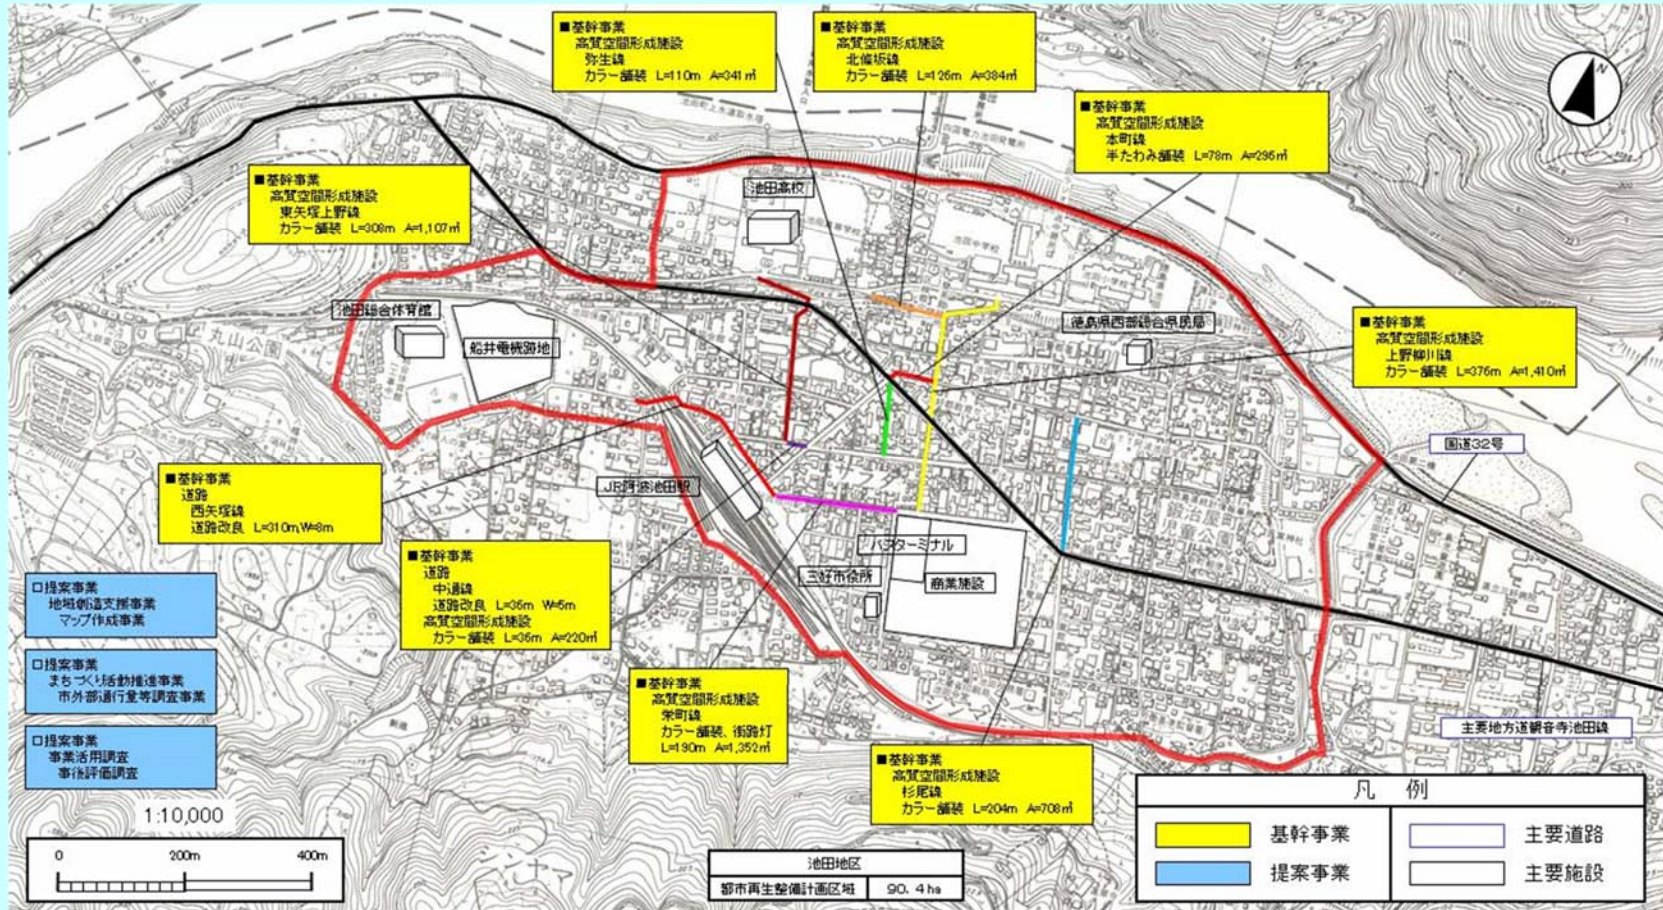 ■基幹事業
高質空間形成施設
弥生線
カラー舗装 L=110m A=341㎡
■基幹事業
高質空間形成施設
北條坂線
カラー舗装 L=126m A=384㎡
N
■基幹事業
高質空間形成施設
本町線
半たわみ舗装 L=78m A=296㎡
■基幹事業
高質空間形成施設
東矢塚上野線
カラー舗装 L=308m A=1,107㎡
池田高校
池田中学校
池田総合体育館
船井電機跡地
丸山公園
徳島県西部総合県民局
■基幹事業
高質空間形成施設
上野柳川線
カラー舗装 L=376m A=1,410㎡
国道32号
■基幹事業
道路
西矢塚線
道路改良 L=310m,W=8m
JR阿波池田駅
バスターミナル
三好市役所
商業施設
■基幹事業
道路
中通線
道路改良 L=36m W=6m
高質空間形成施設
カラー舗装 L=36m A=220㎡
□提案事業
地域創造支援事業
マップ作成事業
□提案事業
まちづくり活動推進事業
市外部通行量等調査事業
□提案事業
事業活用調査
事後評価調査
■基幹事業
高質空間形成施設
栄町線
カラー舗装、街路灯
L=190m A=1,352㎡
■基幹事業
高質空間形成施設
杉尾線
カラー舗装 L=204m A=708㎡
主要地方道観音寺池田線
1:10,000
0 200m 400m
池田地区
都市再生整備計画区域 90.4ha
凡 例
基幹事業
主要道路
提案事業
主要施設